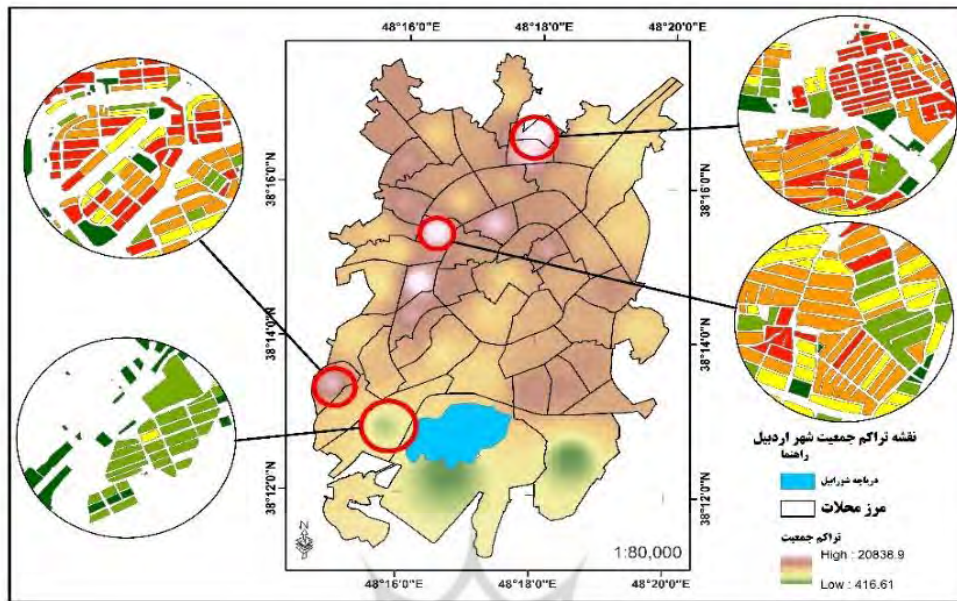 48°16'0"E 48°18'0"E 48°20'0"E
38°16'0"N
38°14'0"N
38°12'0"N
38°16'0"N
38°14'0"N
38°12'0"N
نقشه تراکم جمعیت شهر اردبیل
راهنما
دریاچه شورابیل
مرز محلات
تراکم جمعیت
High : 20836.9
Low : 416.61
N
1:80,000
48°16'0"E 48°18'0"E 48°20'0"E